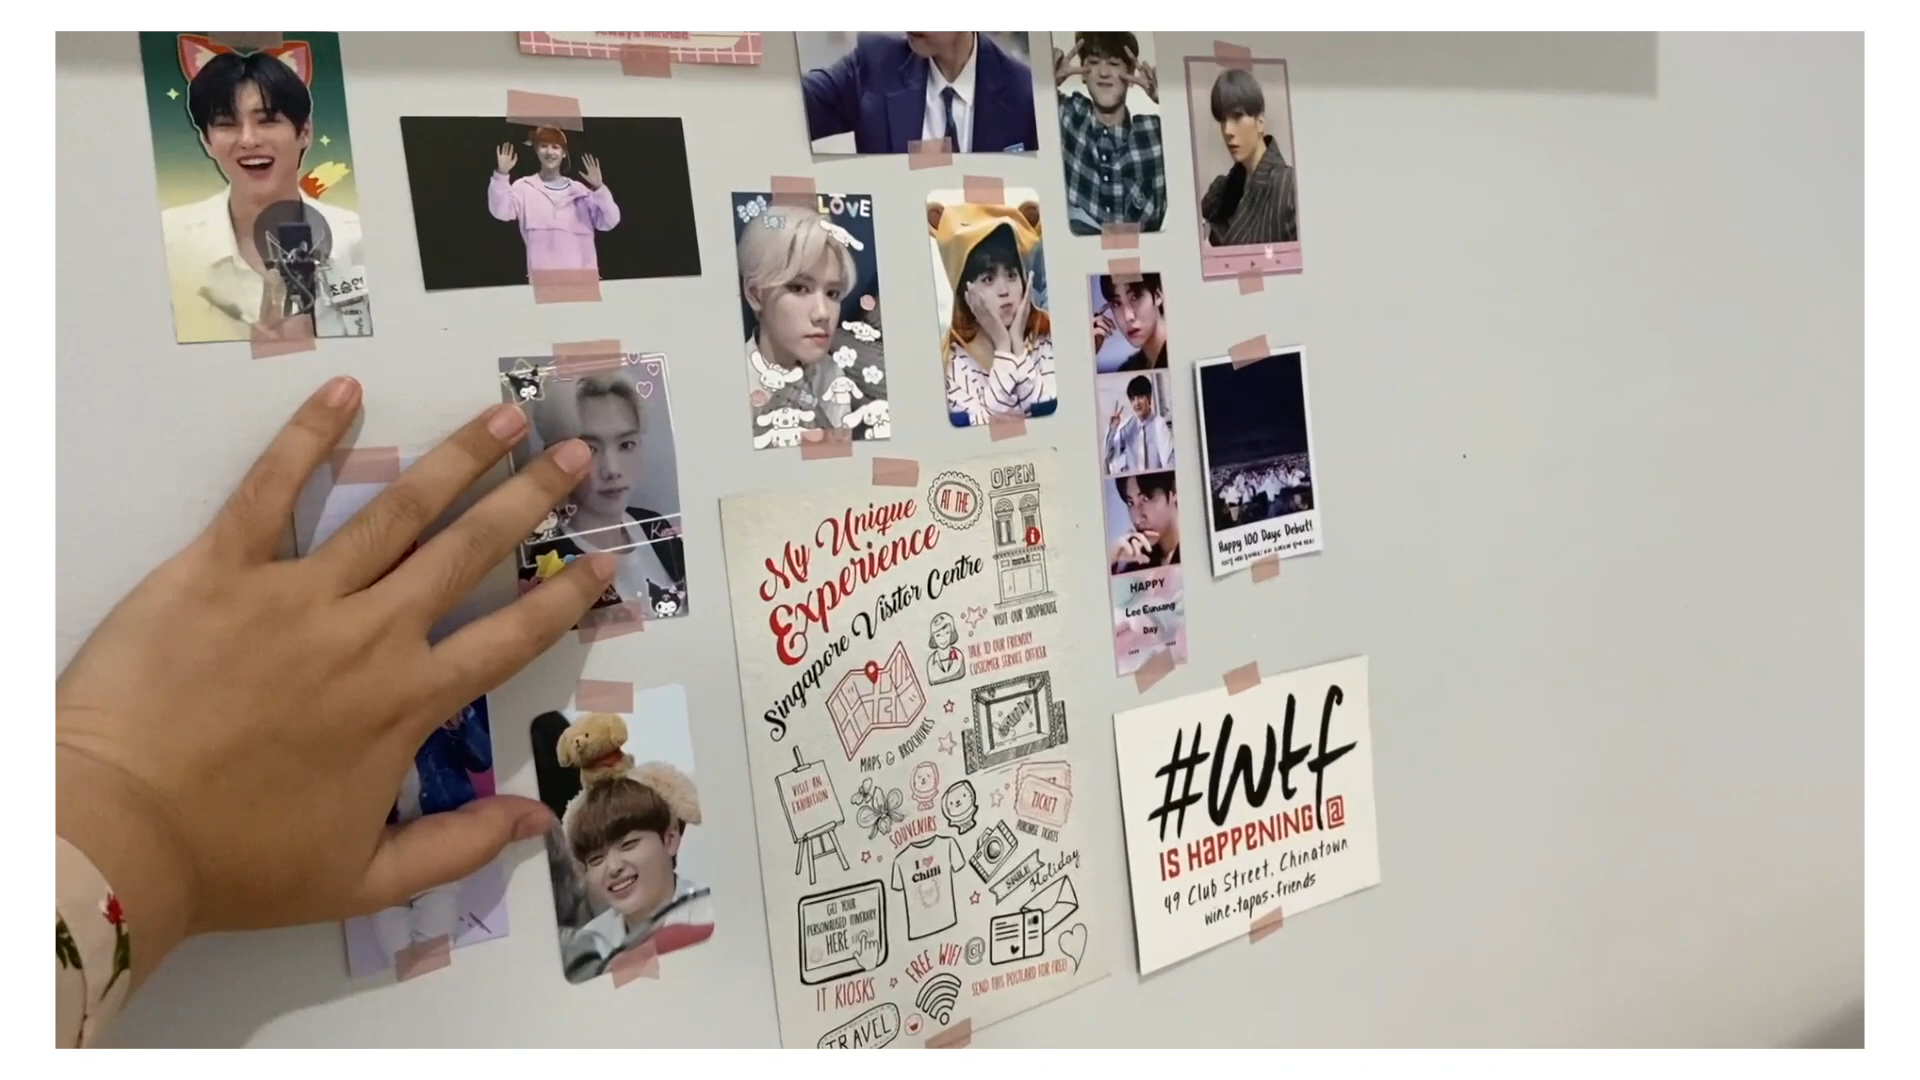 LOVE
조승연
My Unique
Experience
AT THE
Singapore Visitor Centre
OPEN
VISIT OUR SHOPHOUSE
TALK TO OUR FRIENDLY
CUSTOMER SERVICE OFFICER
MAPS & BROCHURES
VISIT AN
EXHIBITION
SOUVENIRS
TICKET
PURCHASE TICKETS
I
Chilli
SMILE
Holiday
GET YOUR
PERSONALISED ITINERARY
HERE
IT KIOSKS
FREE WIFI
@
SEND THIS POSTCARD FOR FREE!
TRAVEL
HAPPY
Lee Eunsang
Day
Happy 100 Days Debut!
#Wtf
IS HAPPENING @
49 Club Street. Chinatown
wine.tapas.friends